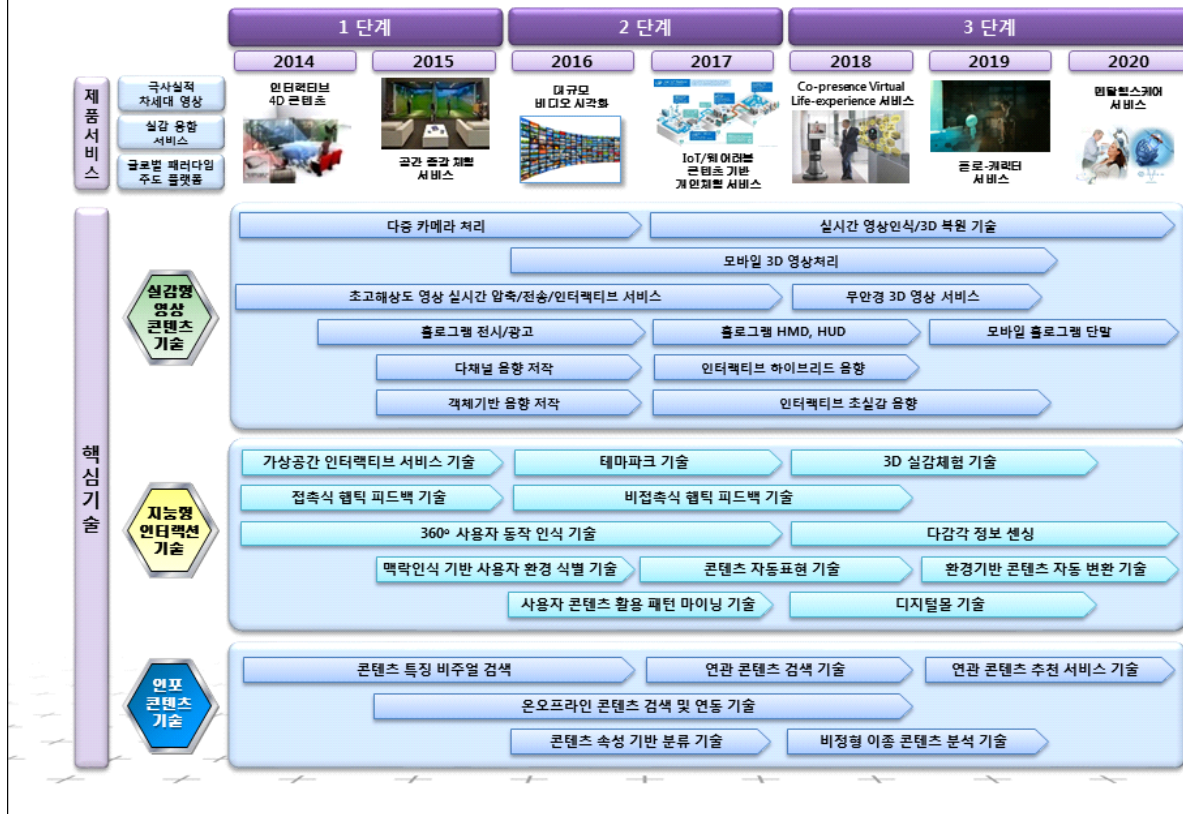 1 단계
2 단계
3 단계
2014
2015
2016
2017
2018
2019
2020
제품서비스
극사실적
차세대 영상
실감 융합
서비스
글로벌 패러다임
주도 플랫폼
인터랙티브
4D 콘텐츠
공간 증강 체험
서비스
대규모
비디오 시각화
IoT/웨어러블
콘텐츠 기반
개인체험 서비스
Co-presence Virtual
Life-experience 서비스
홀로-캐릭터
서비스
멘탈헬스케어
서비스
핵심기술
실감형
영상
콘텐츠
기술
다중 카메라 처리
실시간 영상인식/3D 복원 기술
모바일 3D 영상처리
초고해상도 영상 실시간 압축/전송/인터랙티브 서비스
무안경 3D 영상 서비스
홀로그램 전시/광고
홀로그램 HMD, HUD
모바일 홀로그램 단말
다채널 음향 저작
인터랙티브 하이브리드 음향
객체기반 음향 저작
인터랙티브 초실감 음향
지능형
인터랙션
기술
가상공간 인터랙티브 서비스 기술
테마파크 기술
3D 실감체험 기술
접촉식 햅틱 피드백 기술
비접촉식 햅틱 피드백 기술
360º 사용자 동작 인식 기술
다감각 정보 센싱
맥락인식 기반 사용자 환경 식별 기술
콘텐츠 자동표현 기술
환경기반 콘텐츠 자동 변환 기술
사용자 콘텐츠 활용 패턴 마이닝 기술
디지털몰 기술
인포
콘텐츠
기술
콘텐츠 특징 비주얼 검색
연관 콘텐츠 검색 기술
연관 콘텐츠 추천 서비스 기술
온오프라인 콘텐츠 검색 및 연동 기술
콘텐츠 속성 기반 분류 기술
비정형 이종 콘텐츠 분석 기술